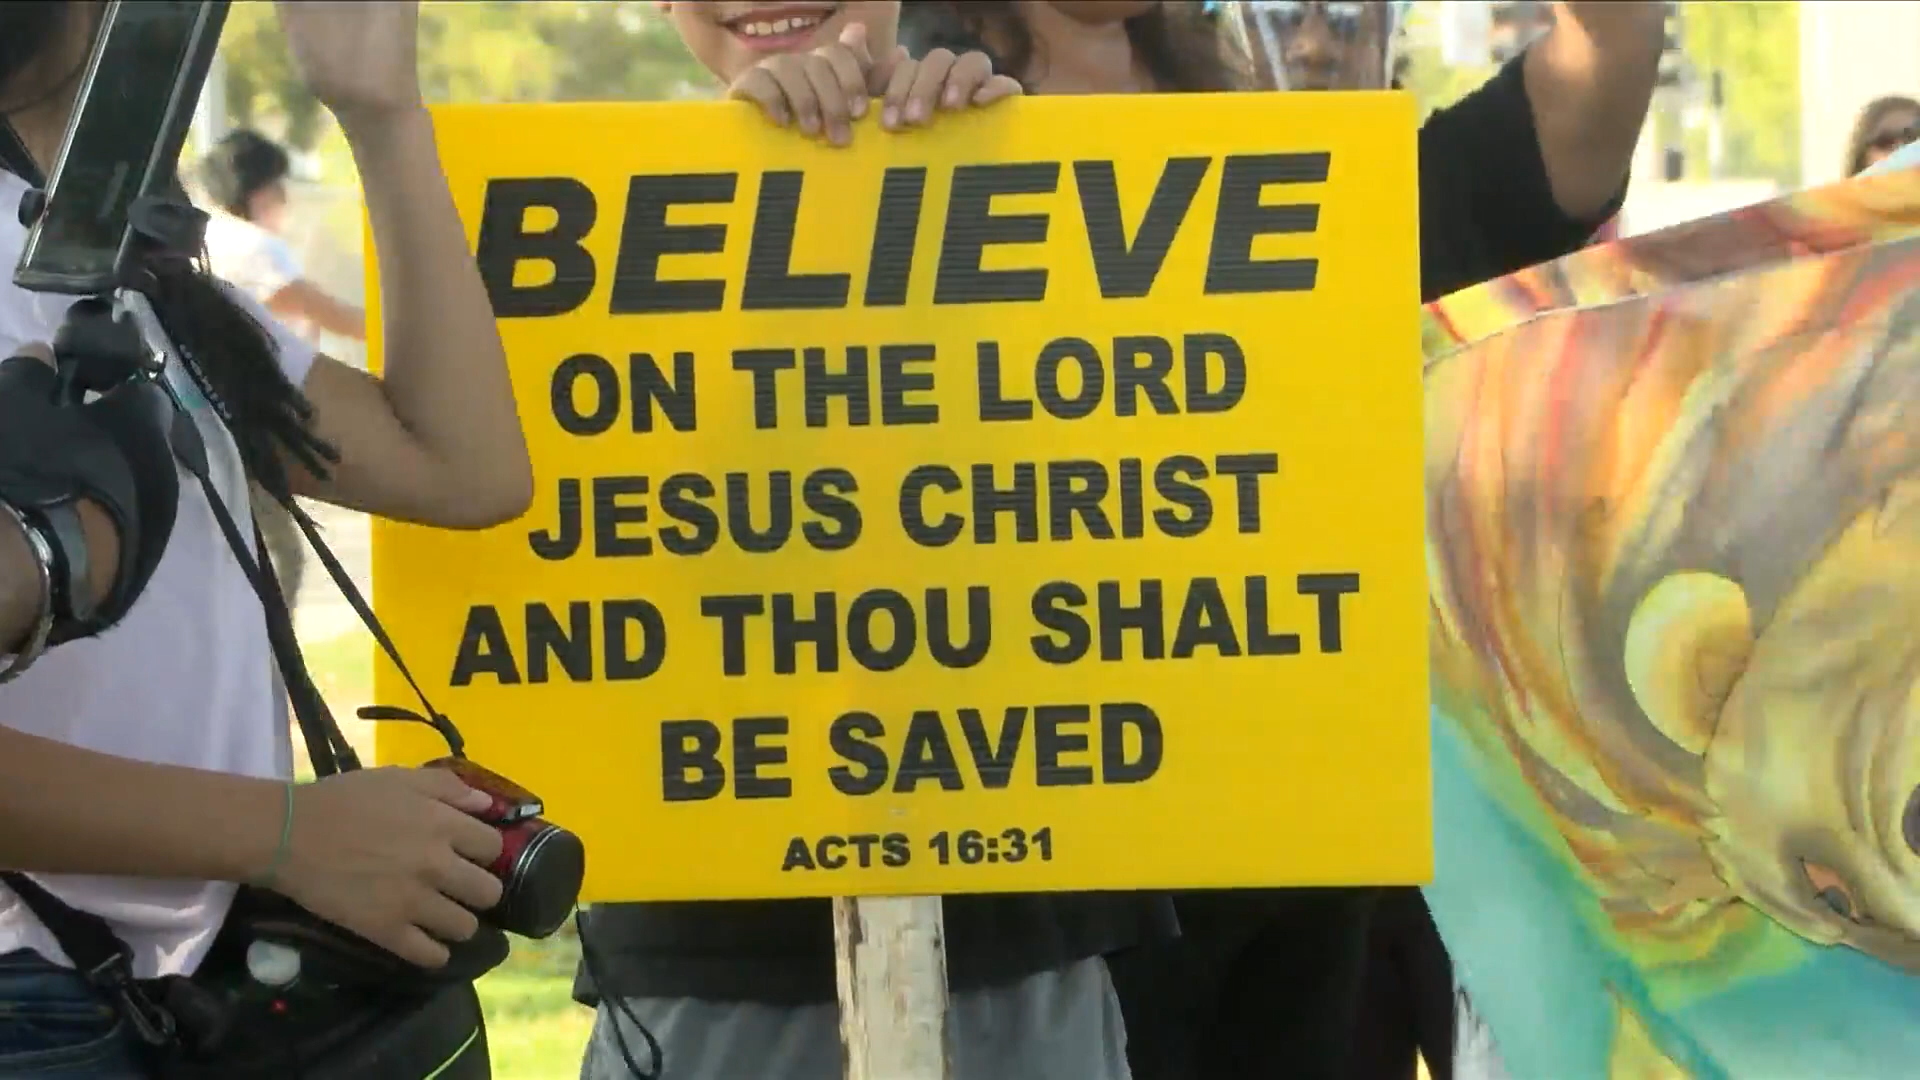 BELIEVE
ON THE LORD
JESUS CHRIST
AND THOU SHALT
BE SAVED
ACTS 16:31